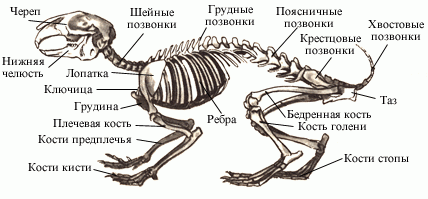 Череп
Шейные
позвонки
Грудные
позвонки
Поясничные
позвонки
Хвостовые
позвонки
Крестцовые
позвонки
Нижняя
челюсть
Лопатка
Ключица
Грудина
Плечевая кость
Кости предплечья
Кости кисти
Ребра
Таз
Бедренная кость
Кость голени
Кости стопы